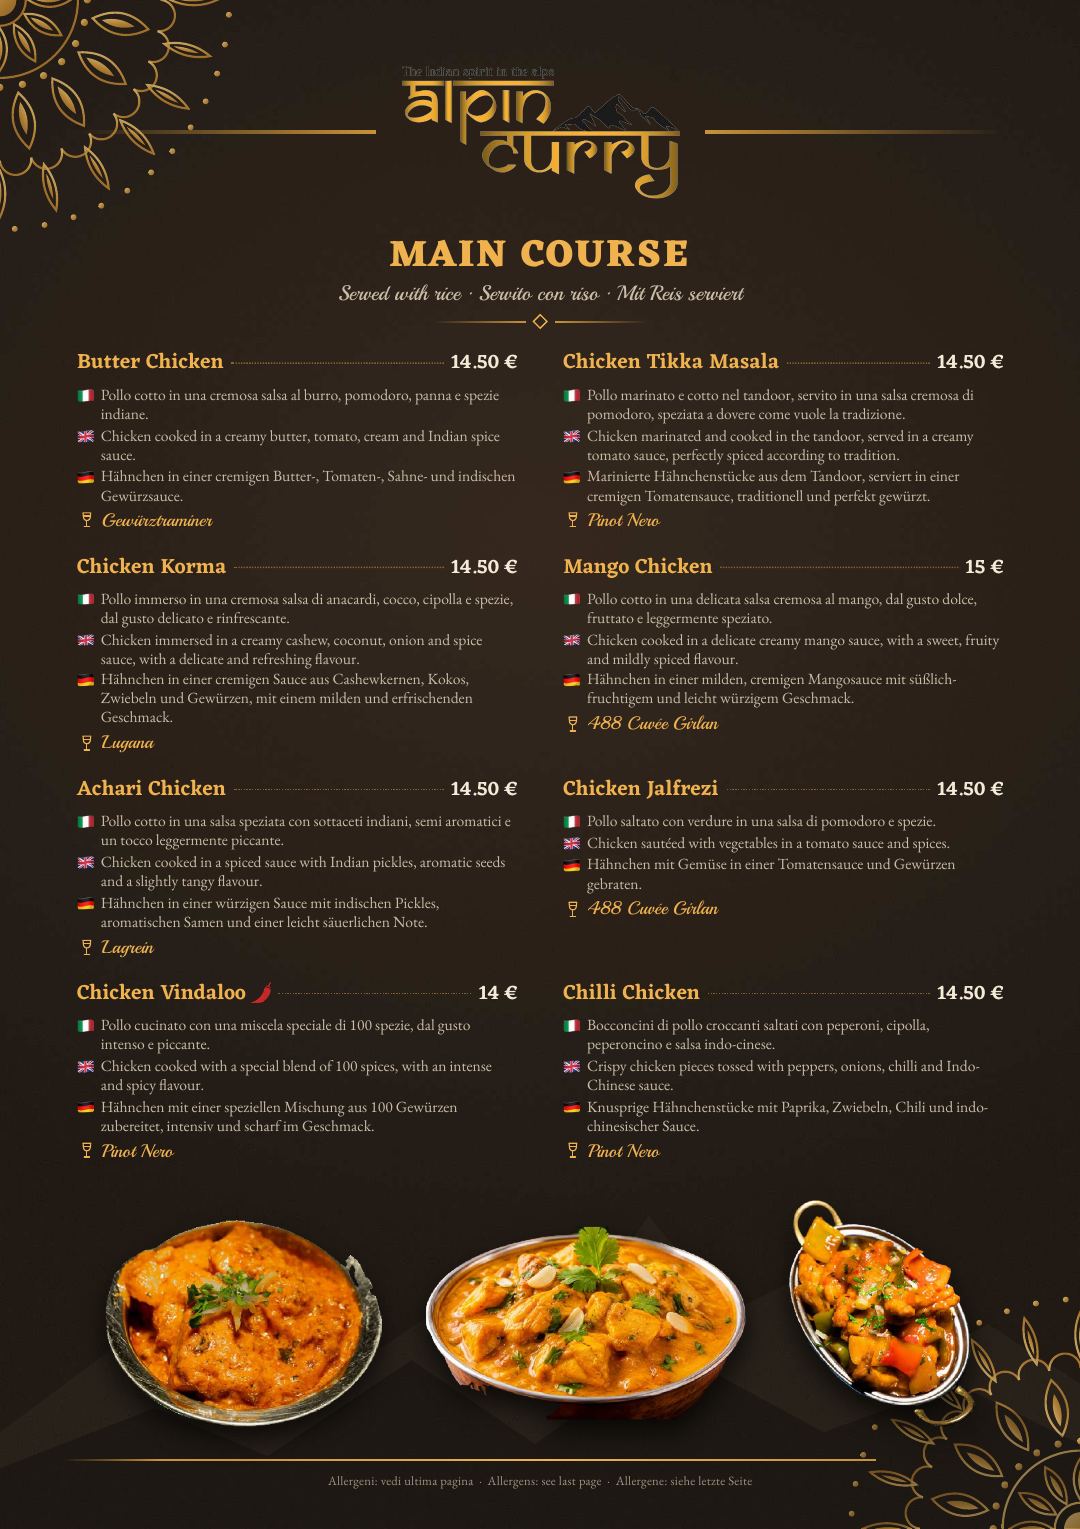 The Indian spirit in the alps
alpin
curry
MAIN COURSE
Served with rice · Servito con riso · Mit Reis serviert
Butter Chicken 14.50 €
Pollo cotto in una cremosa salsa al burro, pomodoro, panna e spezie
indiane.
Chicken cooked in a creamy butter, tomato, cream and Indian spice
sauce.
Hähnchen in einer cremigen Butter-, Tomaten-, Sahne- und indischen
Gewürzsauce.
Gewürztraminer
Chicken Tikka Masala 14.50 €
Pollo marinato e cotto nel tandoor, servito in una salsa cremosa di
pomodoro, speziata a dovere come vuole la tradizione.
Chicken marinated and cooked in the tandoor, served in a creamy
tomato sauce, perfectly spiced according to tradition.
Marinierte Hähnchenstücke aus dem Tandoor, serviert in einer
cremigen Tomatensauce, traditionell und perfekt gewürzt.
Pinot Nero
Chicken Korma 14.50 €
Pollo immerso in una cremosa salsa di anacardi, cocco, cipolla e spezie,
dal gusto delicato e rinfrescante.
Chicken immersed in a creamy cashew, coconut, onion and spice
sauce, with a delicate and refreshing flavour.
Hähnchen in einer cremigen Sauce aus Cashewkernen, Kokos,
Zwiebeln und Gewürzen, mit einem milden und erfrischenden
Geschmack.
Lugana
Mango Chicken 15 €
Pollo cotto in una delicata salsa cremosa al mango, dal gusto dolce,
fruttato e leggermente speziato.
Chicken cooked in a delicate creamy mango sauce, with a sweet, fruity
and mildly spiced flavour.
Hähnchen in einer milden, cremigen Mangosauce mit süßlich-
fruchtigem und leicht würzigem Geschmack.
488 Cuvée Girlan
Achari Chicken 14.50 €
Pollo cotto in una salsa speziata con sottaceti indiani, semi aromatici e
un tocco leggermente piccante.
Chicken cooked in a spiced sauce with Indian pickles, aromatic seeds
and a slightly tangy flavour.
Hähnchen in einer würzigen Sauce mit indischen Pickles,
aromatischen Samen und einer leicht säuerlichen Note.
Lagrein
Chicken Jalfrezi 14.50 €
Pollo saltato con verdure in una salsa di pomodoro e spezie.
Chicken sautéed with vegetables in a tomato sauce and spices.
Hähnchen mit Gemüse in einer Tomatensauce und Gewürzen
gebraten.
488 Cuvée Girlan
Chicken Vindaloo 14 €
Pollo cucinato con una miscela speciale di 100 spezie, dal gusto
intenso e piccante.
Chicken cooked with a special blend of 100 spices, with an intense
and spicy flavour.
Hähnchen mit einer speziellen Mischung aus 100 Gewürzen
zubereitet, intensiv und scharf im Geschmack.
Pinot Nero
Chilli Chicken 14.50 €
Bocconcini di pollo croccanti saltati con peperoni, cipolla,
peperoncino e salsa indo-cinese.
Crispy chicken pieces tossed with peppers, onions, chilli and Indo-
Chinese sauce.
Knusprige Hähnchenstücke mit Paprika, Zwiebeln, Chili und indo-
chinesischer Sauce.
Pinot Nero
Allergeni: vedi ultima pagina · Allergens: see last page · Allergene: siehe letzte Seite